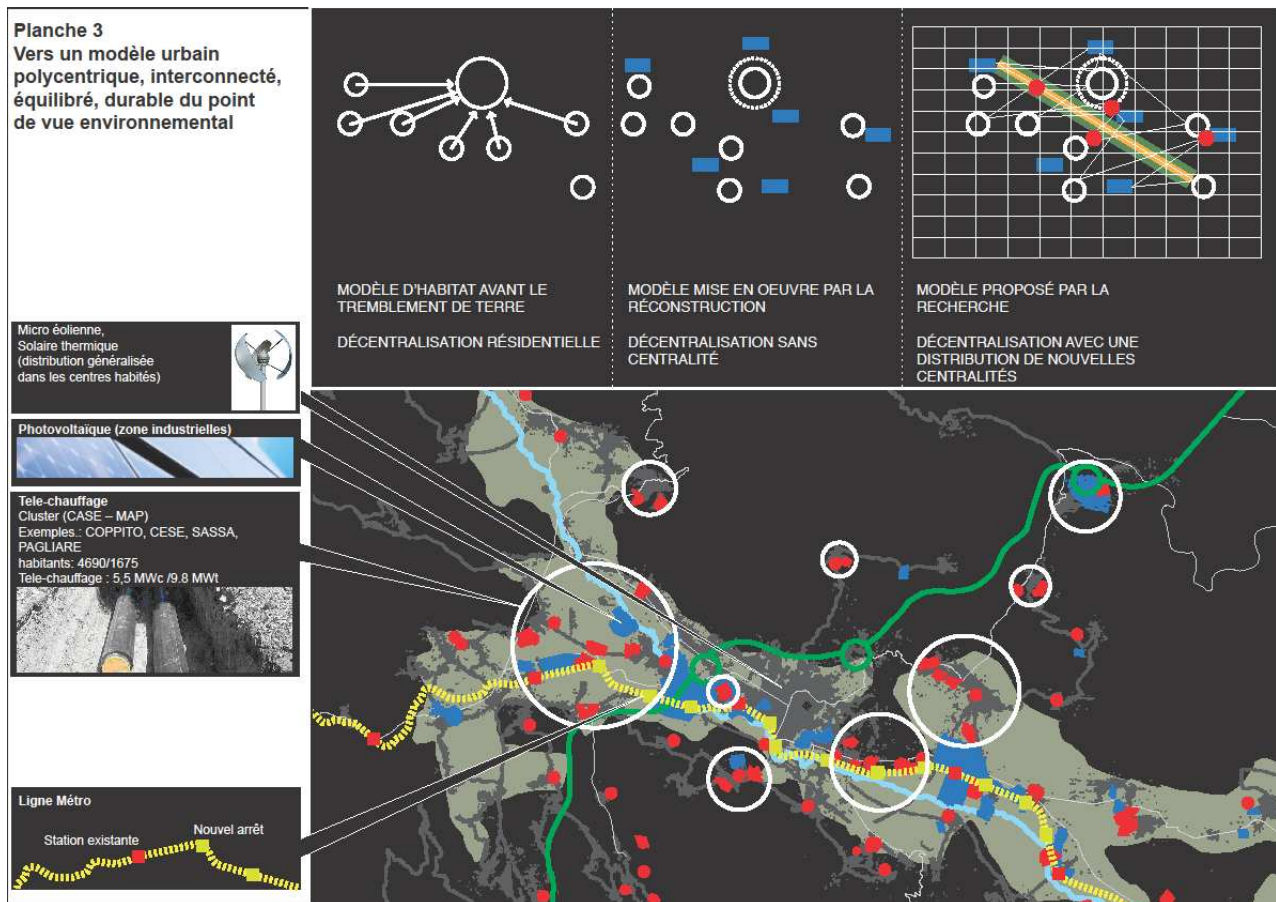 Planche 3
Vers un modèle urbain
polycentrique, interconnecté,
équilibré, durable du point
de vue environnemental
MODÈLE D'HABITAT AVANT LE
TREMBLEMENT DE TERRE
DÉCENTRALISATION RÉSIDENTIELLE
MODÈLE MISE EN OEUVRE PAR LA
RÉCONSTRUCTION
DÉCENTRALISATION SANS
CENTRALITÉ
MODÈLE PROPOSÉ PAR LA
RECHERCHE
DÉCENTRALISATION AVEC UNE
DISTRIBUTION DE NOUVELLES
CENTRALITÉS
Micro éolienne,
Solaire thermique
(distribution généralisée
dans les centres habités)
Photovoltaïque (zone industrielles)
Tele-chauffage
Cluster (CASE – MAP)
Exemples.: COPPITO, CESE, SASSA,
PAGLIARE
habitants: 4690/1675
Tele-chauffage : 5,5 MWc /9.8 MWt
Ligne Métro
Station existante
Nouvel arrêt